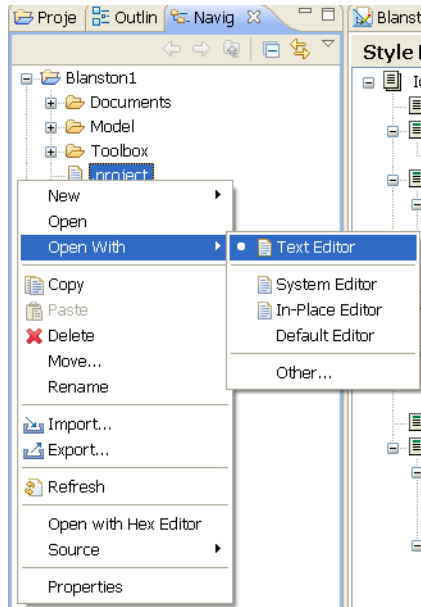 Proje Outlin Navig Blanst
Style
Blanston1
Documents
Model
Toolbox
.project
New
Open
Open With
Copy
Paste
Delete
Move...
Rename
Import...
Export...
Refresh
Open with Hex Editor
Source
Properties
Text Editor
System Editor
In-Place Editor
Default Editor
Other...